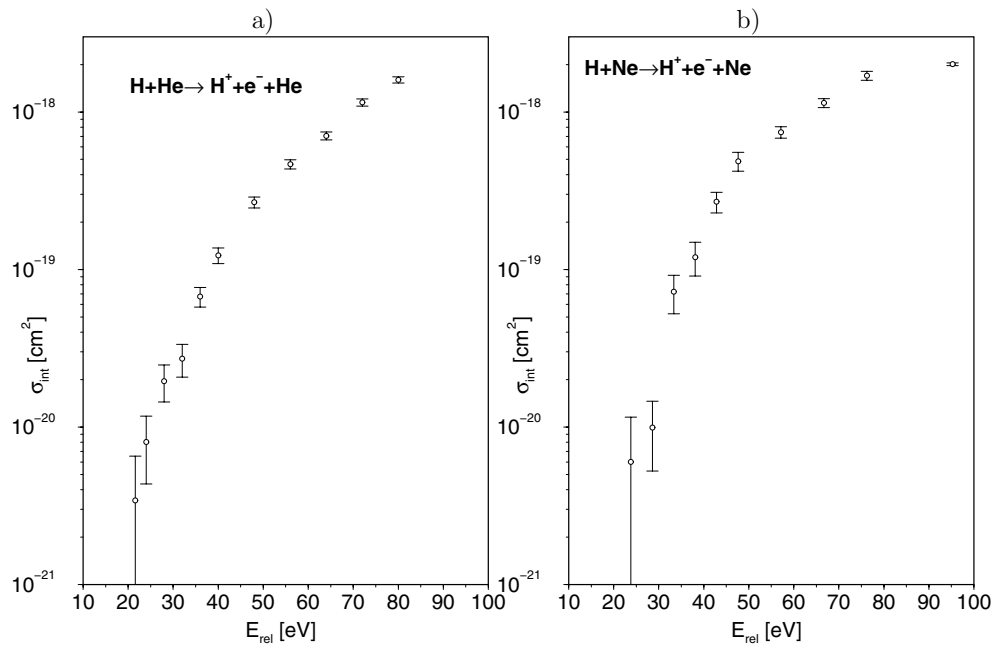 a)
H+He→ H⁺+e⁻+He
10⁻¹⁸
10⁻¹⁹
10⁻²⁰
10⁻²¹
σ_int [cm²]
10 20 30 40 50 60 70 80 90 100
E_rel [eV]
b)
H+Ne→H⁺+e⁻+Ne
10⁻¹⁸
10⁻¹⁹
10⁻²⁰
10⁻²¹
σ_int [cm²]
10 20 30 40 50 60 70 80 90 100
E_rel [eV]